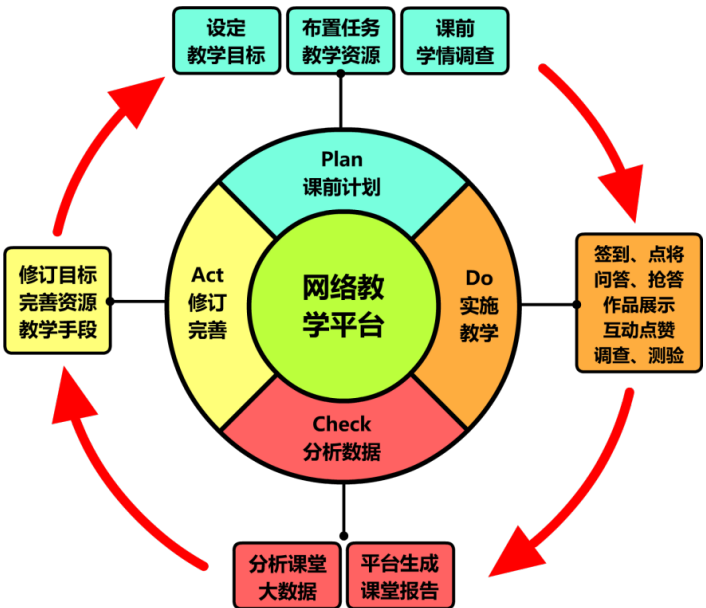 设定
教学目标
布置任务
教学资源
课前
学情调查
Plan
课前计划
Act
修订
完善
网络教
学平台
Do
实施
教学
Check
分析数据
修订目标
完善资源
教学手段
签到、点将
问答、抢答
作品展示
互动点赞
调查、测验
分析课堂
大数据
平台生成
课堂报告